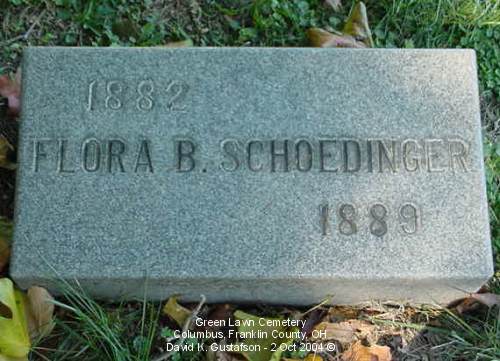 1882
FLORA B. SCHOEDINGER
1889
Green Lawn Cemetery
Columbus, Franklin County, OH
David K. Gustafson - 2 Oct 2004 ©